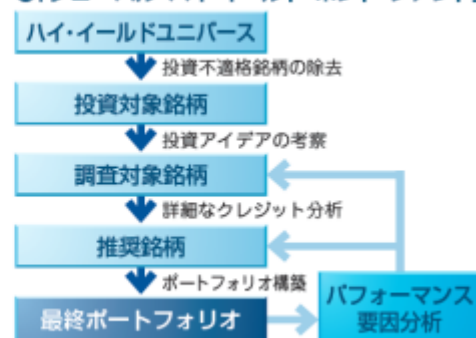 ハイ・イールドユニバース
投資不適格銘柄の除去
投資対象銘柄
投資アイデアの考察
調査対象銘柄
詳細なクレジット分析
推奨銘柄
ポートフォリオ構築
最終ポートフォリオ
パフォーマンス
要因分析